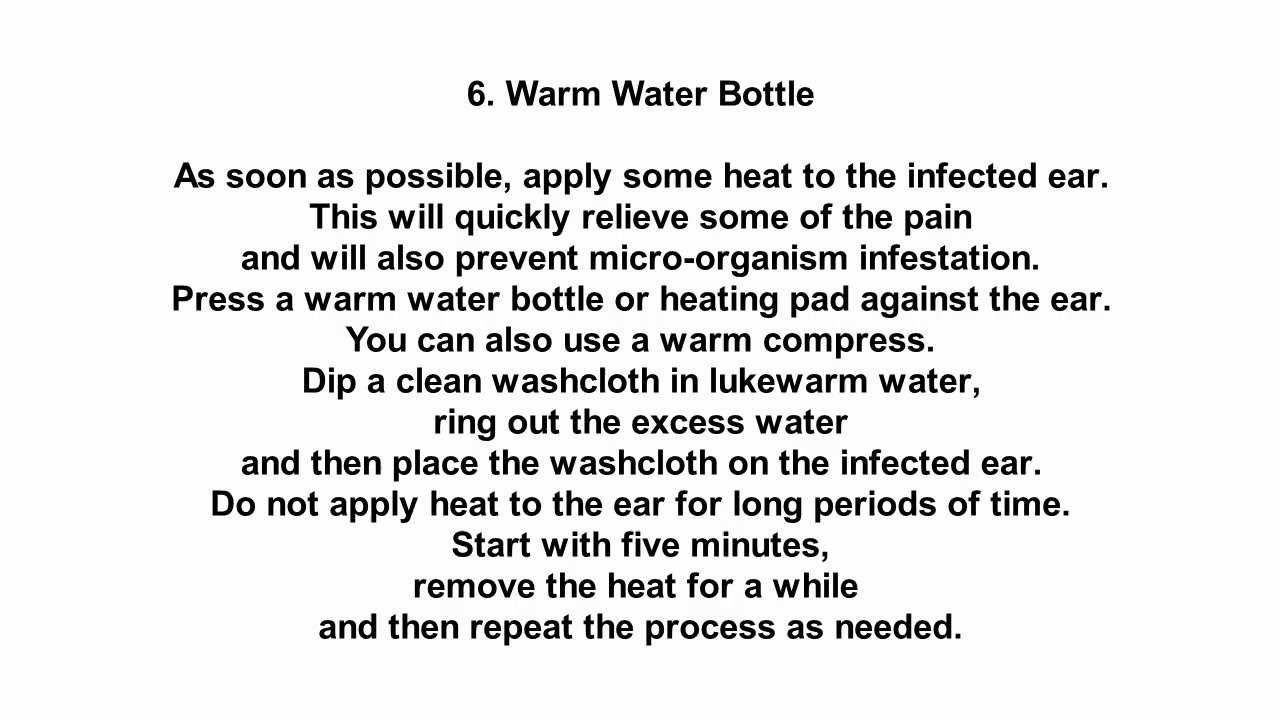 6. Warm Water Bottle
As soon as possible, apply some heat to the infected ear.
This will quickly relieve some of the pain
and will also prevent micro-organism infestation.
Press a warm water bottle or heating pad against the ear.
You can also use a warm compress.
Dip a clean washcloth in lukewarm water,
ring out the excess water
and then place the washcloth on the infected ear.
Do not apply heat to the ear for long periods of time.
Start with five minutes,
remove the heat for a while
and then repeat the process as needed.